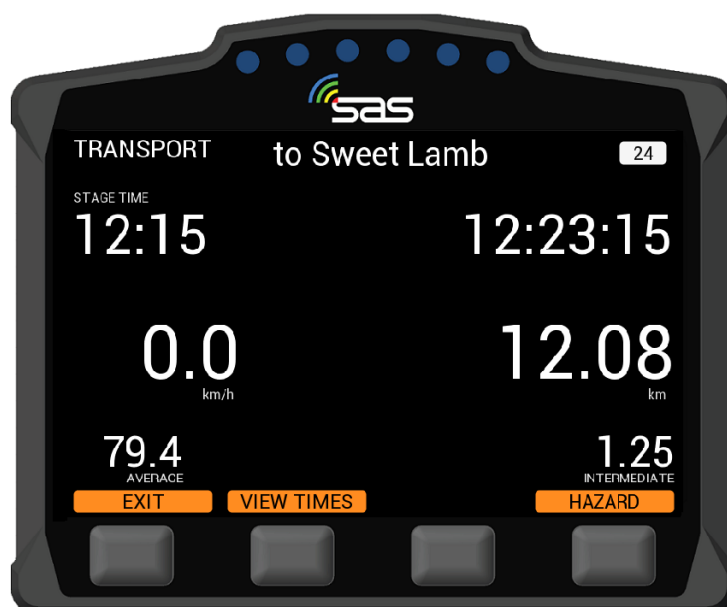 sas
TRANSPORT to Sweet Lamb 24
STAGE TIME
12:15 12:23:15
0.0 12.08
km/h km
79.4 1.25
AVERAGE INTERMEDIATE
EXIT VIEW TIMES HAZARD